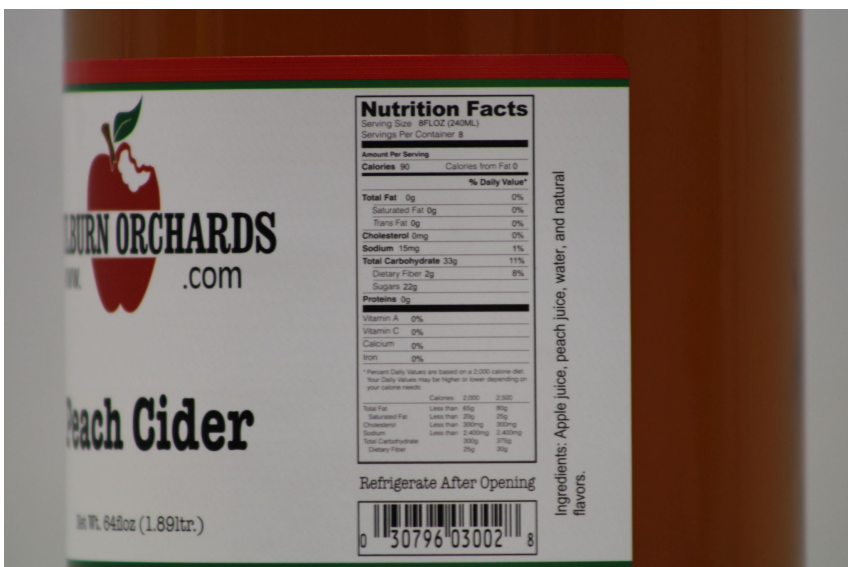 LBURN ORCHARDS
.com
Peach Cider
Net Wt. 64floz (1.89ltr.)
Nutrition Facts
Serving Size 8FLOZ (240ML)
Servings Per Container 8
Amount Per Serving
Calories 90 Calories from Fat 0
% Daily Value*
Total Fat 0g 0%
Saturated Fat 0g 0%
Trans Fat 0g 0%
Cholesterol 0mg 0%
Sodium 15mg 1%
Total Carbohydrate 33g 11%
Dietary Fiber 2g 8%
Sugars 22g
Proteins 0g
Vitamin A 0%
Vitamin C 0%
Calcium 0%
Iron 0%
* Percent Daily Values are based on a 2,000 calorie diet.
Your Daily Values may be higher or lower depending on
your calorie needs:
Calories: 2,000 2,500
Total Fat Less than 65g 80g
Saturated Fat Less than 20g 25g
Cholesterol Less than 300mg 300mg
Sodium Less than 2,400mg 2,400mg
Total Carbohydrate 300g 375g
Dietary Fiber 25g 30g
Refrigerate After Opening
0 30796 03002 8
Ingredients: Apple juice, peach juice, water, and natural
flavors.